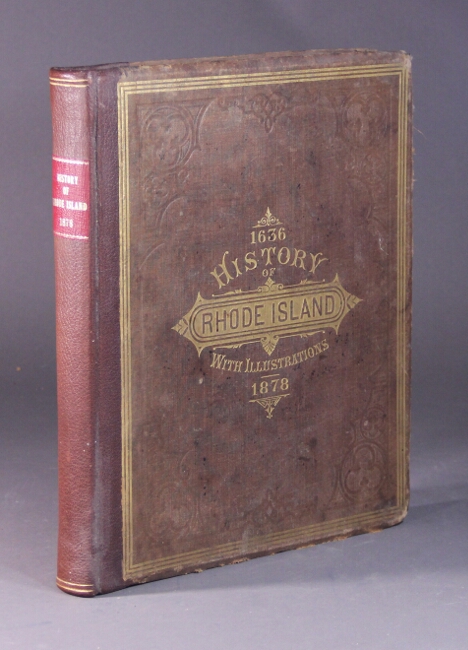 HISTORY
OF
RHODE ISLAND
1878
1636
HISTORY
OF
RHODE ISLAND
WITH ILLUSTRATIONS
1878